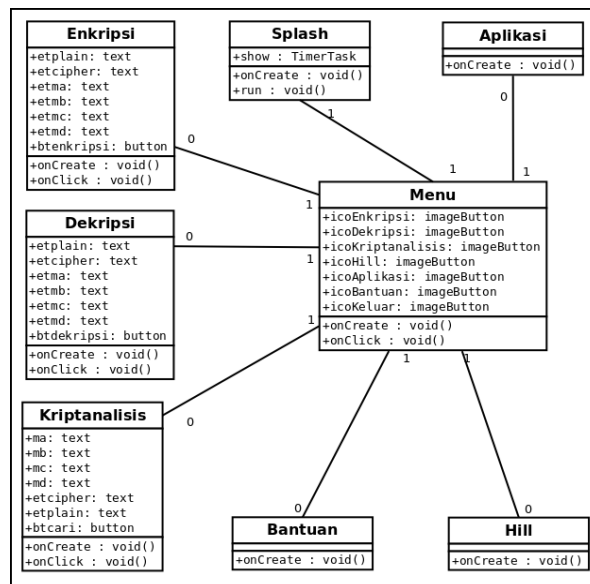 Enkripsi
+etplain: text
+etcipher: text
+etma: text
+etmb: text
+etmc: text
+etmd: text
+btenkripsi: button
+onCreate : void()
+onClick : void()
0
1
Splash
+show : TimerTask
+onCreate : void()
+run : void()
1
1
Aplikasi
+onCreate : void()
0
1
Menu
+icoEnkripsi: imageButton
+icoDekripsi: imageButton
+icoKriptanalisis: imageButton
+icoHill: imageButton
+icoAplikasi: imageButton
+icoBantuan: imageButton
+icoKeluar: imageButton
+onCreate : void()
+onClick : void()
Dekripsi
+etplain: text
+etcipher: text
+etma: text
+etmb: text
+etmc: text
+etmd: text
+btdekripsi: button
+onCreate : void()
+onClick : void()
0
1
Kriptanalisis
+ma: text
+mb: text
+mc: text
+md: text
+etcipher: text
+etplain: text
+btcari: button
+onCreate : void()
+onClick : void()
1
0
1
1
0
0
Bantuan
+onCreate : void()
Hill
+onCreate : void()